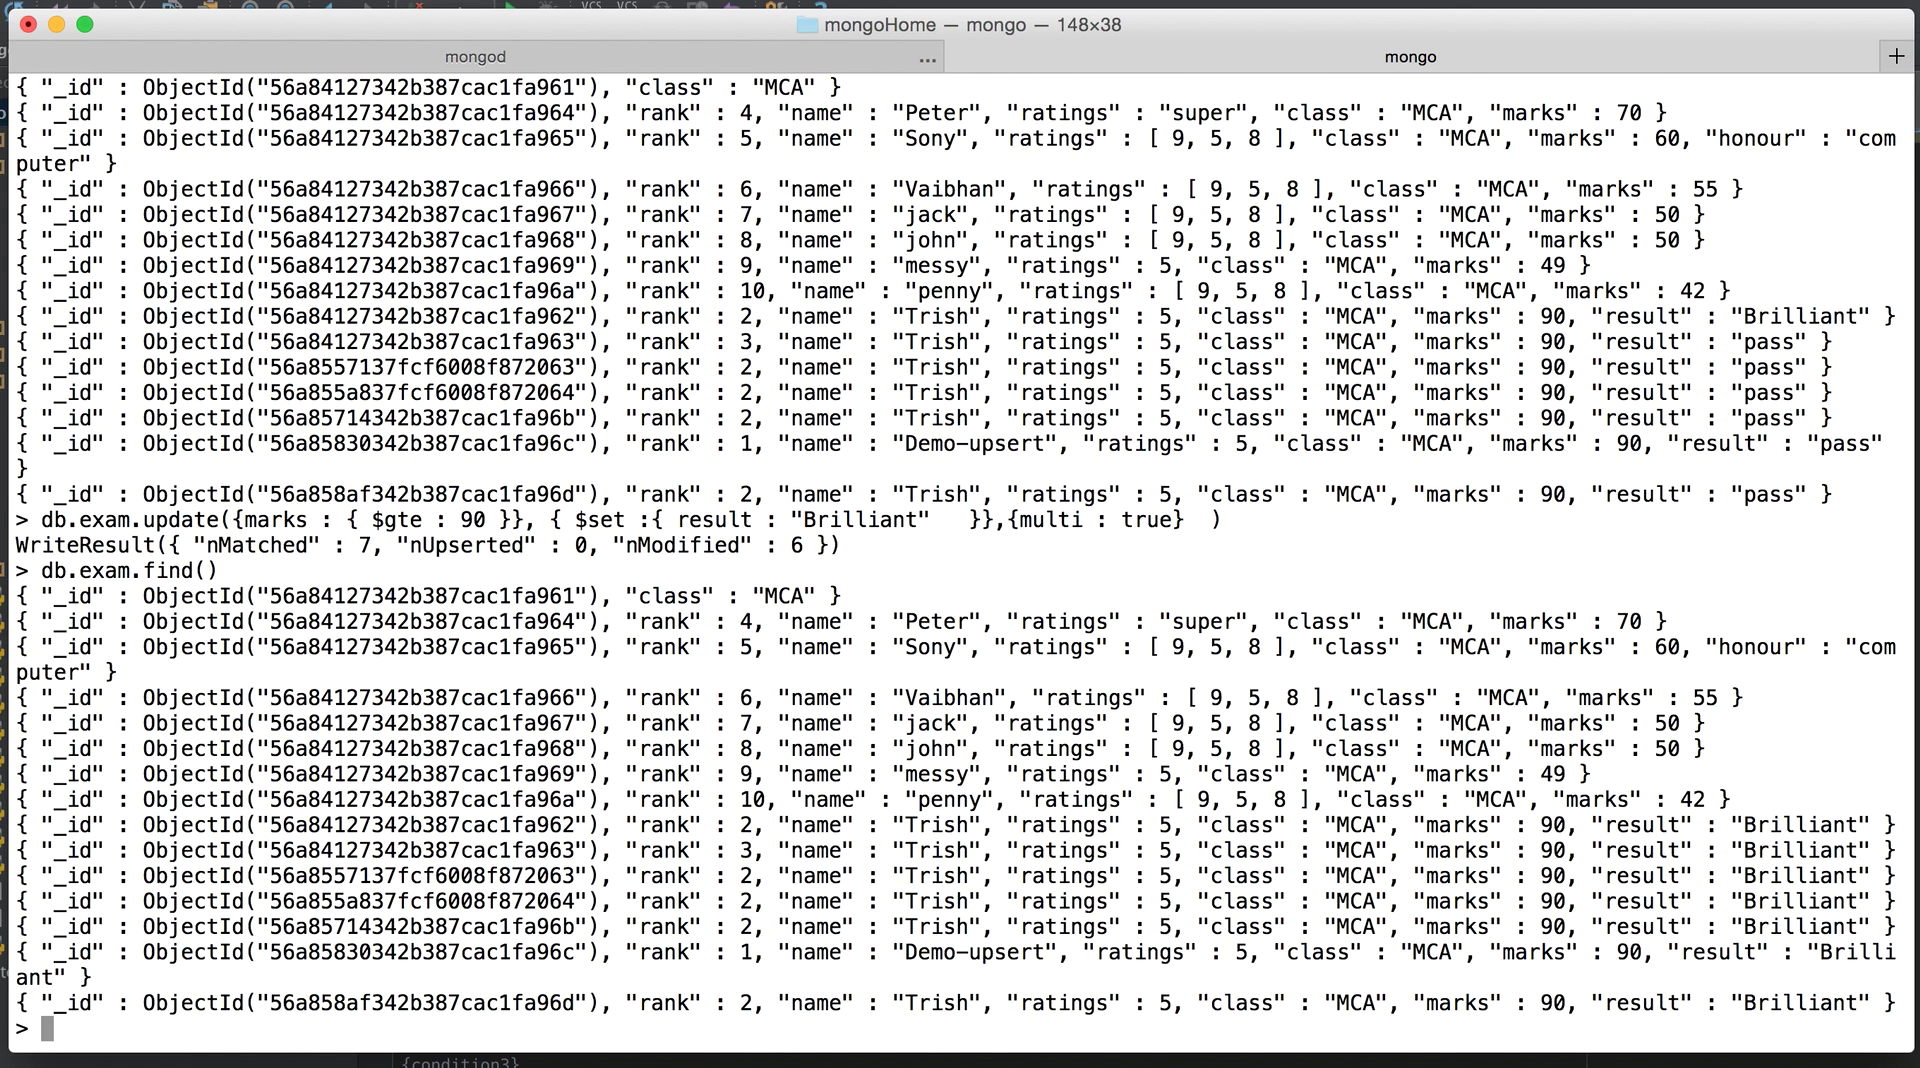 VCS VCS
mongoHome — mongo — 148×38
mongod ... mongo +
{ "_id" : ObjectId("56a84127342b387cac1fa961"), "class" : "MCA" }
{ "_id" : ObjectId("56a84127342b387cac1fa964"), "rank" : 4, "name" : "Peter", "ratings" : "super", "class" : "MCA", "marks" : 70 }
{ "_id" : ObjectId("56a84127342b387cac1fa965"), "rank" : 5, "name" : "Sony", "ratings" : [ 9, 5, 8 ], "class" : "MCA", "marks" : 60, "honour" : "com
puter" }
{ "_id" : ObjectId("56a84127342b387cac1fa966"), "rank" : 6, "name" : "Vaibhan", "ratings" : [ 9, 5, 8 ], "class" : "MCA", "marks" : 55 }
{ "_id" : ObjectId("56a84127342b387cac1fa967"), "rank" : 7, "name" : "jack", "ratings" : [ 9, 5, 8 ], "class" : "MCA", "marks" : 50 }
{ "_id" : ObjectId("56a84127342b387cac1fa968"), "rank" : 8, "name" : "john", "ratings" : [ 9, 5, 8 ], "class" : "MCA", "marks" : 50 }
{ "_id" : ObjectId("56a84127342b387cac1fa969"), "rank" : 9, "name" : "messy", "ratings" : 5, "class" : "MCA", "marks" : 49 }
{ "_id" : ObjectId("56a84127342b387cac1fa96a"), "rank" : 10, "name" : "penny", "ratings" : [ 9, 5, 8 ], "class" : "MCA", "marks" : 42 }
{ "_id" : ObjectId("56a84127342b387cac1fa962"), "rank" : 2, "name" : "Trish", "ratings" : 5, "class" : "MCA", "marks" : 90, "result" : "Brilliant" }
{ "_id" : ObjectId("56a84127342b387cac1fa963"), "rank" : 3, "name" : "Trish", "ratings" : 5, "class" : "MCA", "marks" : 90, "result" : "pass" }
{ "_id" : ObjectId("56a8557137fcf6008f872063"), "rank" : 2, "name" : "Trish", "ratings" : 5, "class" : "MCA", "marks" : 90, "result" : "pass" }
{ "_id" : ObjectId("56a855a837fcf6008f872064"), "rank" : 2, "name" : "Trish", "ratings" : 5, "class" : "MCA", "marks" : 90, "result" : "pass" }
{ "_id" : ObjectId("56a85714342b387cac1fa96b"), "rank" : 2, "name" : "Trish", "ratings" : 5, "class" : "MCA", "marks" : 90, "result" : "pass" }
{ "_id" : ObjectId("56a85830342b387cac1fa96c"), "rank" : 1, "name" : "Demo-upsert", "ratings" : 5, "class" : "MCA", "marks" : 90, "result" : "pass"
}
{ "_id" : ObjectId("56a858af342b387cac1fa96d"), "rank" : 2, "name" : "Trish", "ratings" : 5, "class" : "MCA", "marks" : 90, "result" : "pass" }
> db.exam.update({marks : { $gte : 90 }}, { $set :{ result : "Brilliant"   }},{multi : true}  )
WriteResult({ "nMatched" : 7, "nUpserted" : 0, "nModified" : 6 })
> db.exam.find()
{ "_id" : ObjectId("56a84127342b387cac1fa961"), "class" : "MCA" }
{ "_id" : ObjectId("56a84127342b387cac1fa964"), "rank" : 4, "name" : "Peter", "ratings" : "super", "class" : "MCA", "marks" : 70 }
{ "_id" : ObjectId("56a84127342b387cac1fa965"), "rank" : 5, "name" : "Sony", "ratings" : [ 9, 5, 8 ], "class" : "MCA", "marks" : 60, "honour" : "com
puter" }
{ "_id" : ObjectId("56a84127342b387cac1fa966"), "rank" : 6, "name" : "Vaibhan", "ratings" : [ 9, 5, 8 ], "class" : "MCA", "marks" : 55 }
{ "_id" : ObjectId("56a84127342b387cac1fa967"), "rank" : 7, "name" : "jack", "ratings" : [ 9, 5, 8 ], "class" : "MCA", "marks" : 50 }
{ "_id" : ObjectId("56a84127342b387cac1fa968"), "rank" : 8, "name" : "john", "ratings" : [ 9, 5, 8 ], "class" : "MCA", "marks" : 50 }
{ "_id" : ObjectId("56a84127342b387cac1fa969"), "rank" : 9, "name" : "messy", "ratings" : 5, "class" : "MCA", "marks" : 49 }
{ "_id" : ObjectId("56a84127342b387cac1fa96a"), "rank" : 10, "name" : "penny", "ratings" : [ 9, 5, 8 ], "class" : "MCA", "marks" : 42 }
{ "_id" : ObjectId("56a84127342b387cac1fa962"), "rank" : 2, "name" : "Trish", "ratings" : 5, "class" : "MCA", "marks" : 90, "result" : "Brilliant" }
{ "_id" : ObjectId("56a84127342b387cac1fa963"), "rank" : 3, "name" : "Trish", "ratings" : 5, "class" : "MCA", "marks" : 90, "result" : "Brilliant" }
{ "_id" : ObjectId("56a8557137fcf6008f872063"), "rank" : 2, "name" : "Trish", "ratings" : 5, "class" : "MCA", "marks" : 90, "result" : "Brilliant" }
{ "_id" : ObjectId("56a855a837fcf6008f872064"), "rank" : 2, "name" : "Trish", "ratings" : 5, "class" : "MCA", "marks" : 90, "result" : "Brilliant" }
{ "_id" : ObjectId("56a85714342b387cac1fa96b"), "rank" : 2, "name" : "Trish", "ratings" : 5, "class" : "MCA", "marks" : 90, "result" : "Brilliant" }
{ "_id" : ObjectId("56a85830342b387cac1fa96c"), "rank" : 1, "name" : "Demo-upsert", "ratings" : 5, "class" : "MCA", "marks" : 90, "result" : "Brilli
ant" }
{ "_id" : ObjectId("56a858af342b387cac1fa96d"), "rank" : 2, "name" : "Trish", "ratings" : 5, "class" : "MCA", "marks" : 90, "result" : "Brilliant" }
>
{condition3}